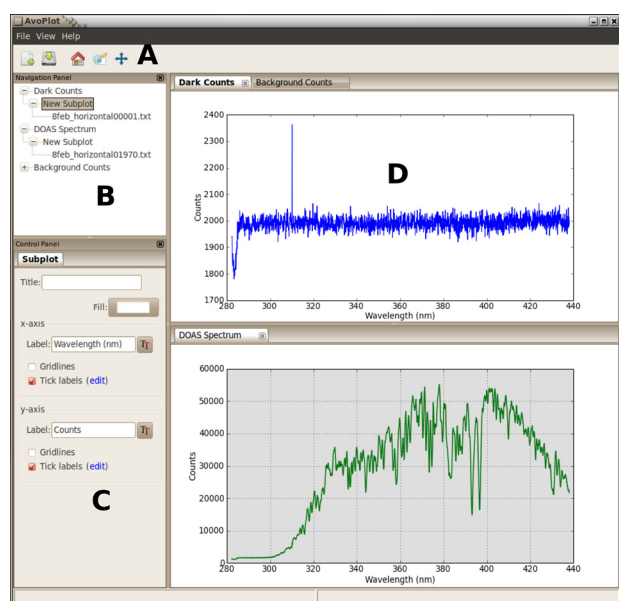 AvoPlot
File View Help
A
Navigation Panel
Dark Counts
New Subplot
8feb_horizontal00001.txt
DOAS Spectrum
New Subplot
8feb_horizontal01970.txt
Background Counts
B
Control Panel
Subplot
Title:
Fill:
x-axis
Label: Wavelength (nm) Tr
Gridlines
Tick labels (edit)
y-axis
Label: Counts Tr
Gridlines
Tick labels (edit)
C
Dark Counts Background Counts
2400
2300
2200
2100
2000
1900
1800
1700
Counts
D
280 300 320 340 360 380 400 420 440
Wavelength (nm)
DOAS Spectrum
60000
50000
40000
30000
20000
10000
0
Counts
280 300 320 340 360 380 400 420 440
Wavelength (nm)